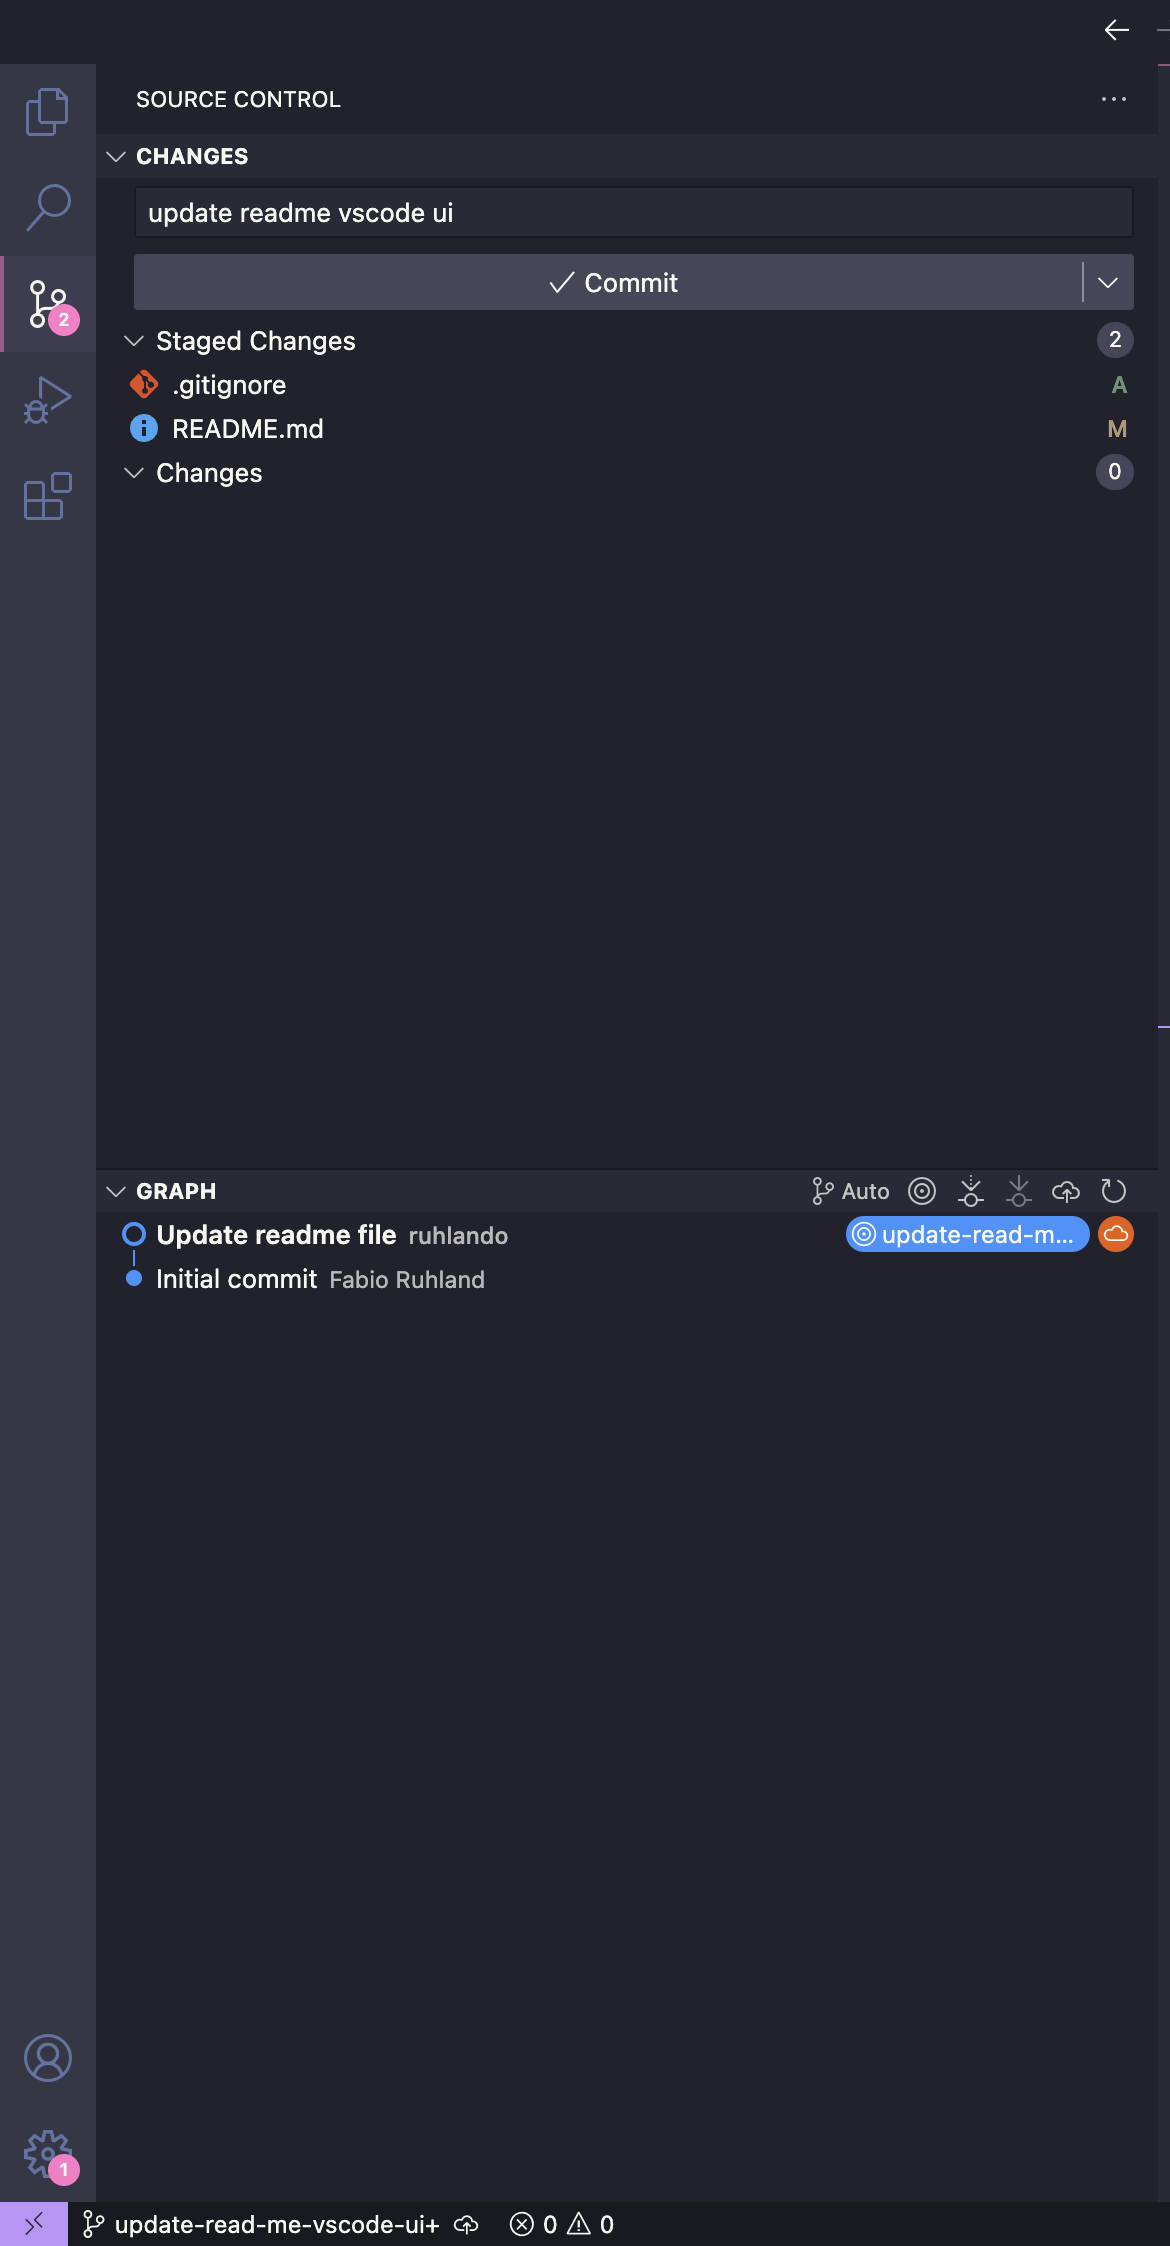 SOURCE CONTROL
CHANGES
update readme vscode ui
Commit
Staged Changes 2
.gitignore A
README.md M
Changes 0
2
GRAPH Auto
Update readme file ruhlando update-read-m...
Initial commit Fabio Ruhland
1
update-read-me-vscode-ui+ 0 0